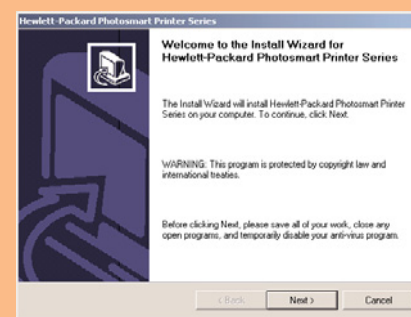 Hewlett-Packard Photosmart Printer Series
Welcome to the Install Wizard for
Hewlett-Packard Photosmart Printer Series
The Install Wizard will install Hewlett-Packard Photosmart Printer
Series on your computer. To continue, click Next.
WARNING: This program is protected by copyright law and
international treaties.
Before clicking Next, please save all of your work, close any
open programs, and temporarily disable your anti-virus program.
< Back
Next >
Cancel